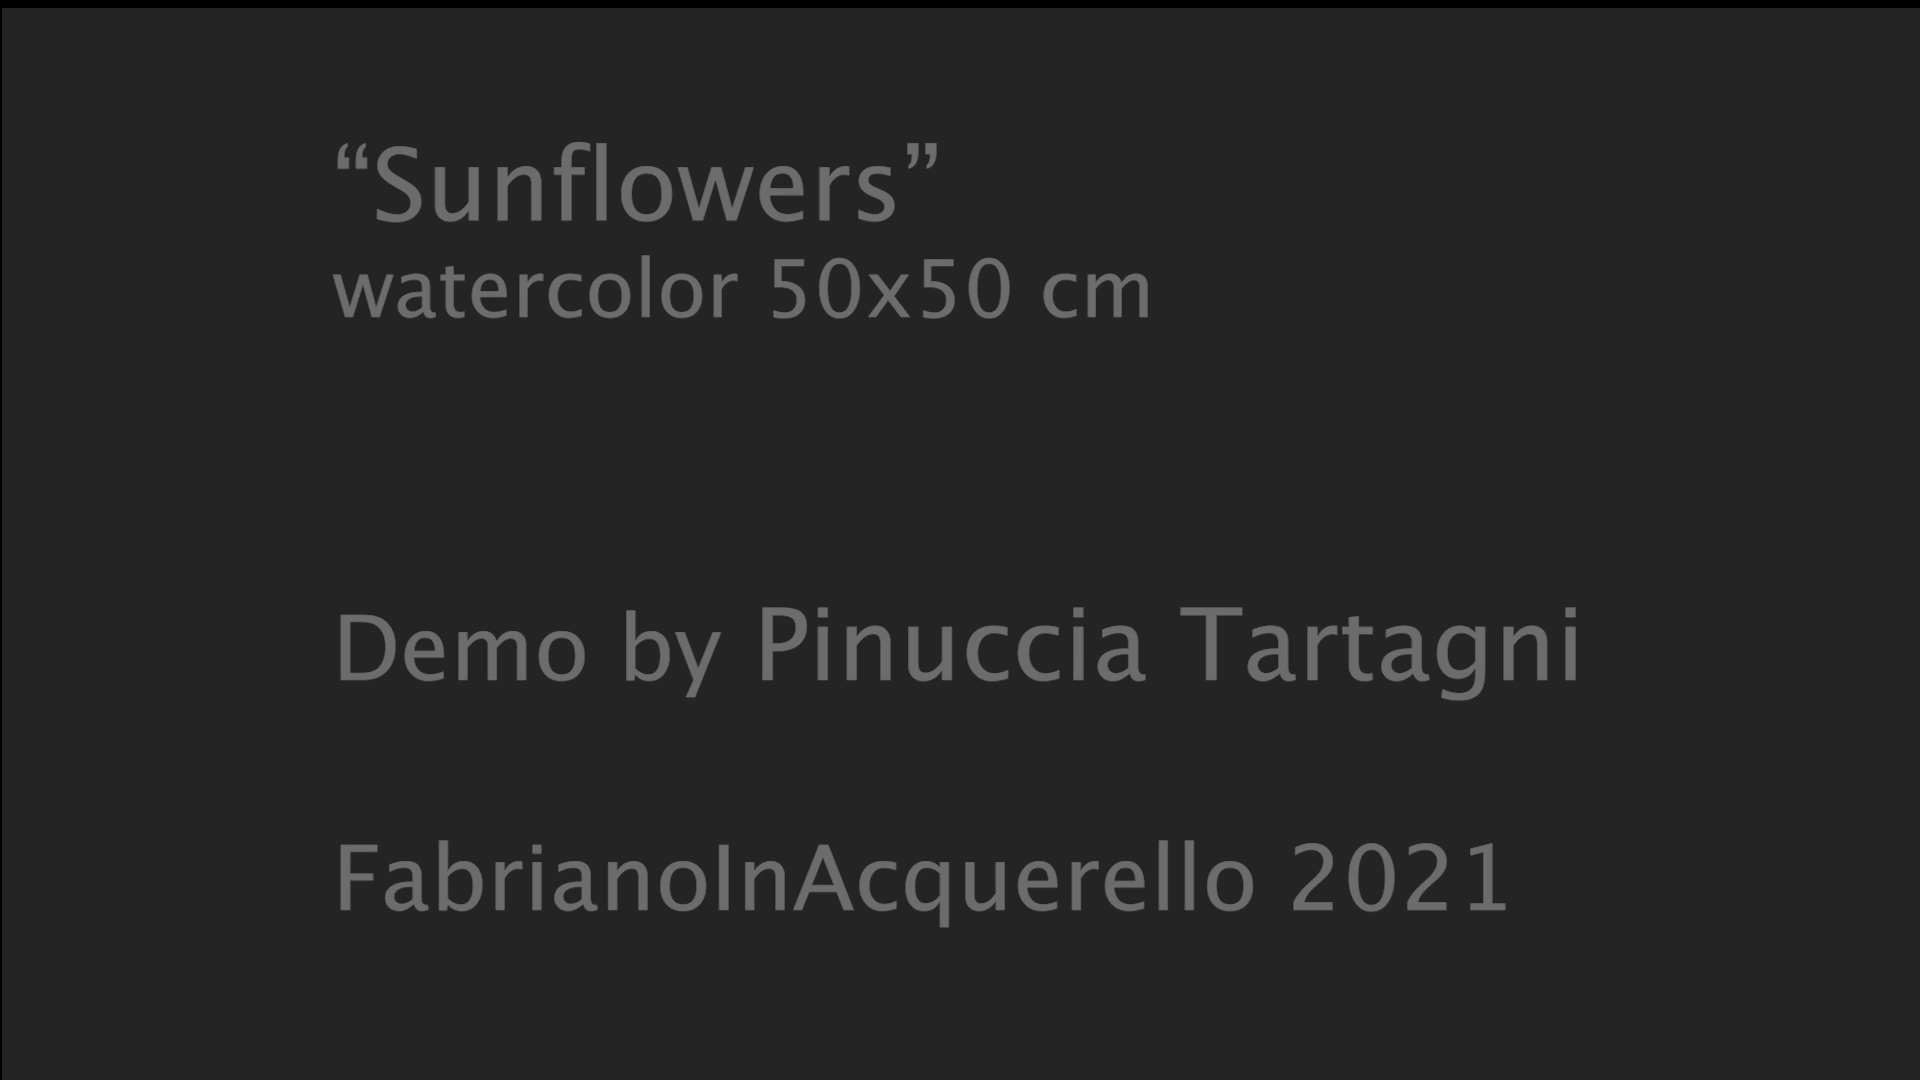 “Sunflowers”
watercolor 50x50 cm
Demo by Pinuccia Tartagni
FabrianoInAcquerello 2021